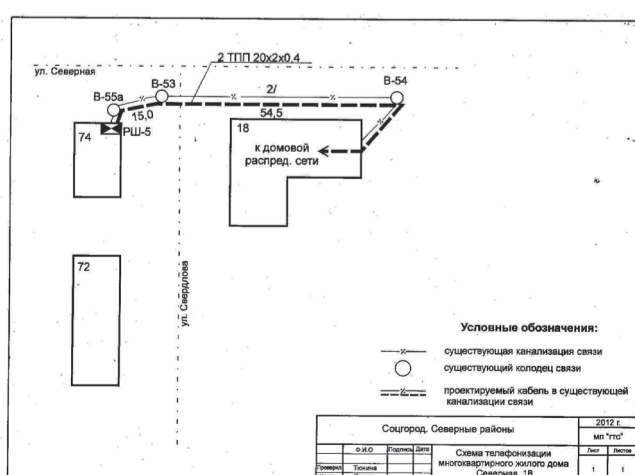 2 ТПП 20x2x0.4
ул. Северная
В-53
В-54
В-55а
2/
15,0
54,5
РШ-5
74
18
к домовой
распред. сети
72
ул. Свердлова
Условные обозначения:
существующая канализация связи
существующий колодец связи
проектируемый кабель в существующей
канализации связи
Соцгород. Северные районы
2012 г.
мп "гтс"
Ф.И.О
Подпись
Дата
Схема телефонизации
многоквартирного жилого дома
Северная, 18
Лист
Листов
Проверил
Тюнина
1
1